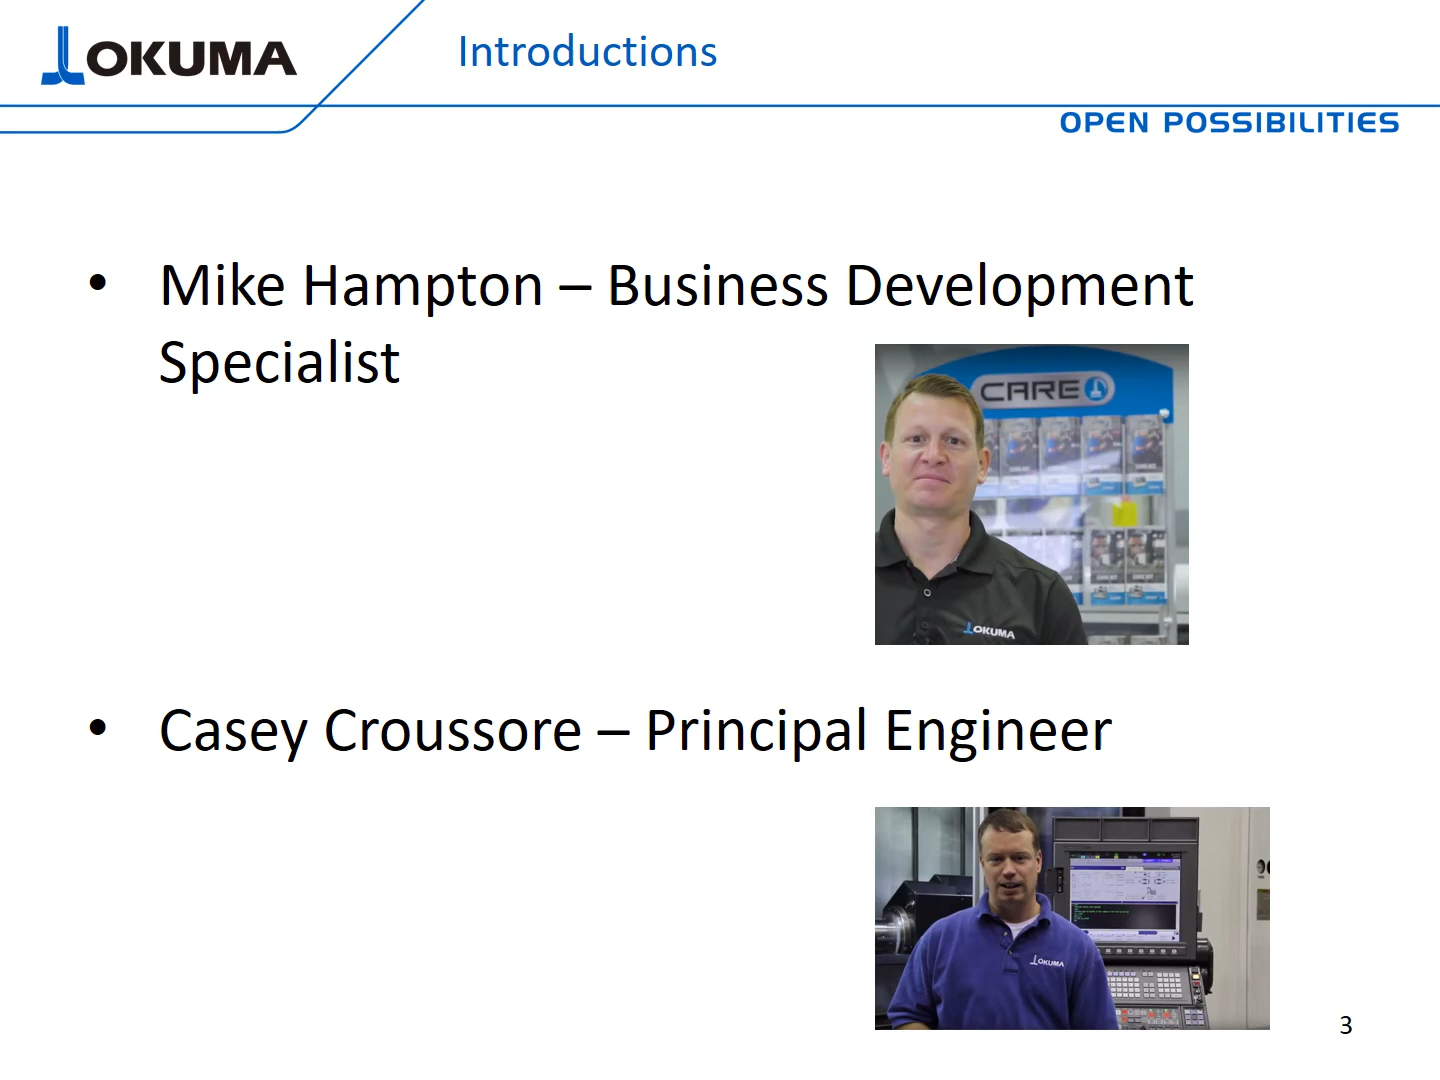 OKUMA
Introductions
OPEN POSSIBILITIES
• Mike Hampton – Business Development
Specialist
CARE
OKUMA
• Casey Croussore – Principal Engineer
OKUMA
3